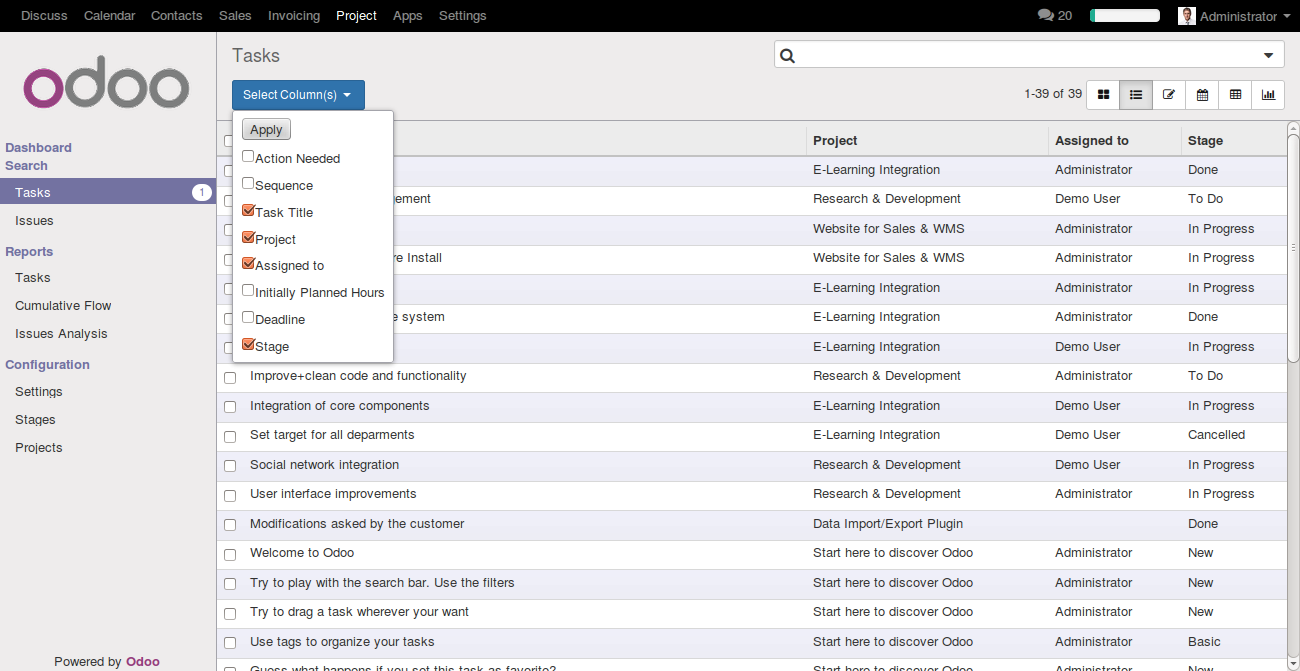 Discuss Calendar Contacts Sales Invoicing Project Apps Settings 20 Administrator
odoo
Dashboard
Search
Tasks 1
Issues
Reports
Tasks
Cumulative Flow
Issues Analysis
Configuration
Settings
Stages
Projects
Powered by Odoo
Tasks
Select Column(s)
1-39 of 39
Apply
Action Needed
Sequence
Task Title
Project
Assigned to
Initially Planned Hours
Deadline
Stage
Project Assigned to Stage
E-Learning Integration Administrator Done
Research & Development Demo User To Do
Website for Sales & WMS Administrator In Progress
Install Website for Sales & WMS Administrator In Progress
E-Learning Integration Administrator In Progress
system E-Learning Integration Administrator Done
E-Learning Integration Demo User In Progress
Improve+clean code and functionality Research & Development Administrator To Do
Integration of core components E-Learning Integration Demo User In Progress
Set target for all deparments E-Learning Integration Demo User Cancelled
Social network integration Research & Development Demo User In Progress
User interface improvements Research & Development Administrator In Progress
Modifications asked by the customer Data Import/Export Plugin Done
Welcome to Odoo Start here to discover Odoo Administrator New
Try to play with the search bar. Use the filters Start here to discover Odoo Administrator New
Try to drag a task wherever your want Start here to discover Odoo Administrator New
Use tags to organize your tasks Start here to discover Odoo Administrator Basic
Guess what happens if you set this task as favorite? Start here to discover Odoo Administrator New